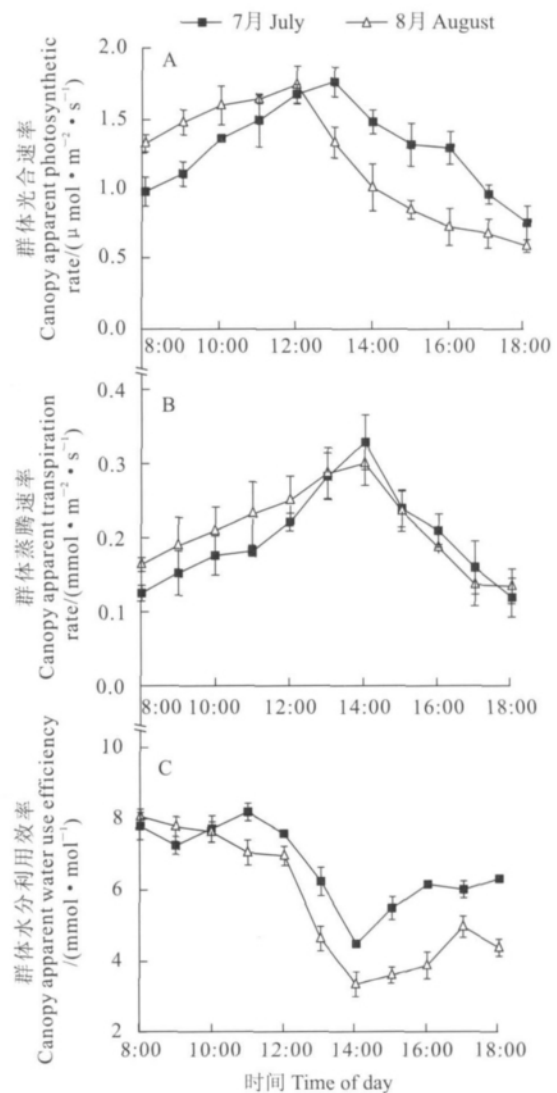 7月 July 8月 August
A
群体光合速率
Canopy apparent photosynthetic
rate/(μmol·m⁻²·s⁻¹)
2.0
1.5
1.0
0.5
0.0
8:00 10:00 12:00 14:00 16:00 18:00
B
群体蒸腾速率
Canopy apparent transpiration
rate/(mmol·m⁻²·s⁻¹)
0.4
0.3
0.2
0.1
0.0
8:00 10:00 12:00 14:00 16:00 18:00
C
群体水分利用效率
Canopy apparent water use efficiency
/(mmol·mol⁻¹)
10
8
6
4
2
8:00 10:00 12:00 14:00 16:00 18:00
时间 Time of day